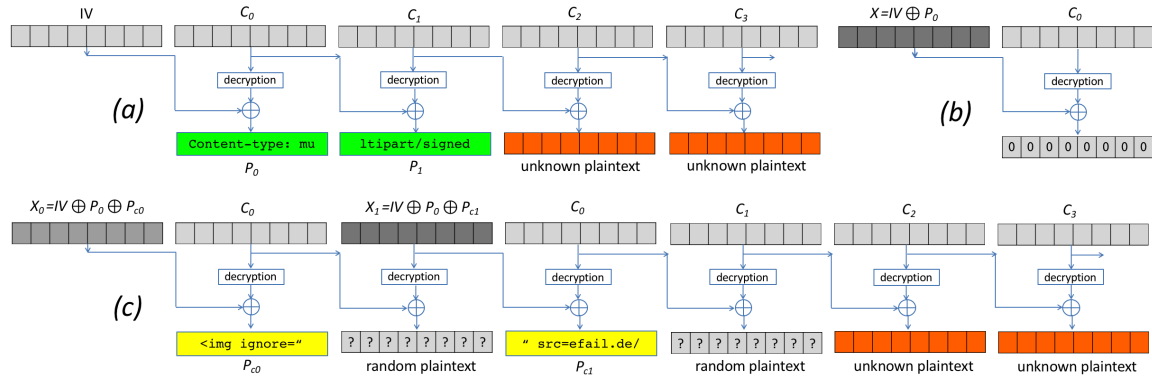 IV C₀ C₁ C₂ C₃
decryption decryption decryption decryption
(a)
Content-type: mu ltipart/signed
P₀ P₁ unknown plaintext unknown plaintext
X=IV ⊕ P₀ C₀
decryption
(b)
0 0 0 0 0 0 0 0
X₀=IV ⊕ P₀ ⊕ Pc₀ C₀ X₁=IV ⊕ P₀ ⊕ Pc₁ C₀ C₁ C₂ C₃
decryption decryption decryption decryption decryption decryption decryption
(c)
<img ignore=“ ? ? ? ? ? ? ? ? “ src=efail.de/ ? ? ? ? ? ? ? ?
Pc₀ random plaintext Pc₁ random plaintext unknown plaintext unknown plaintext